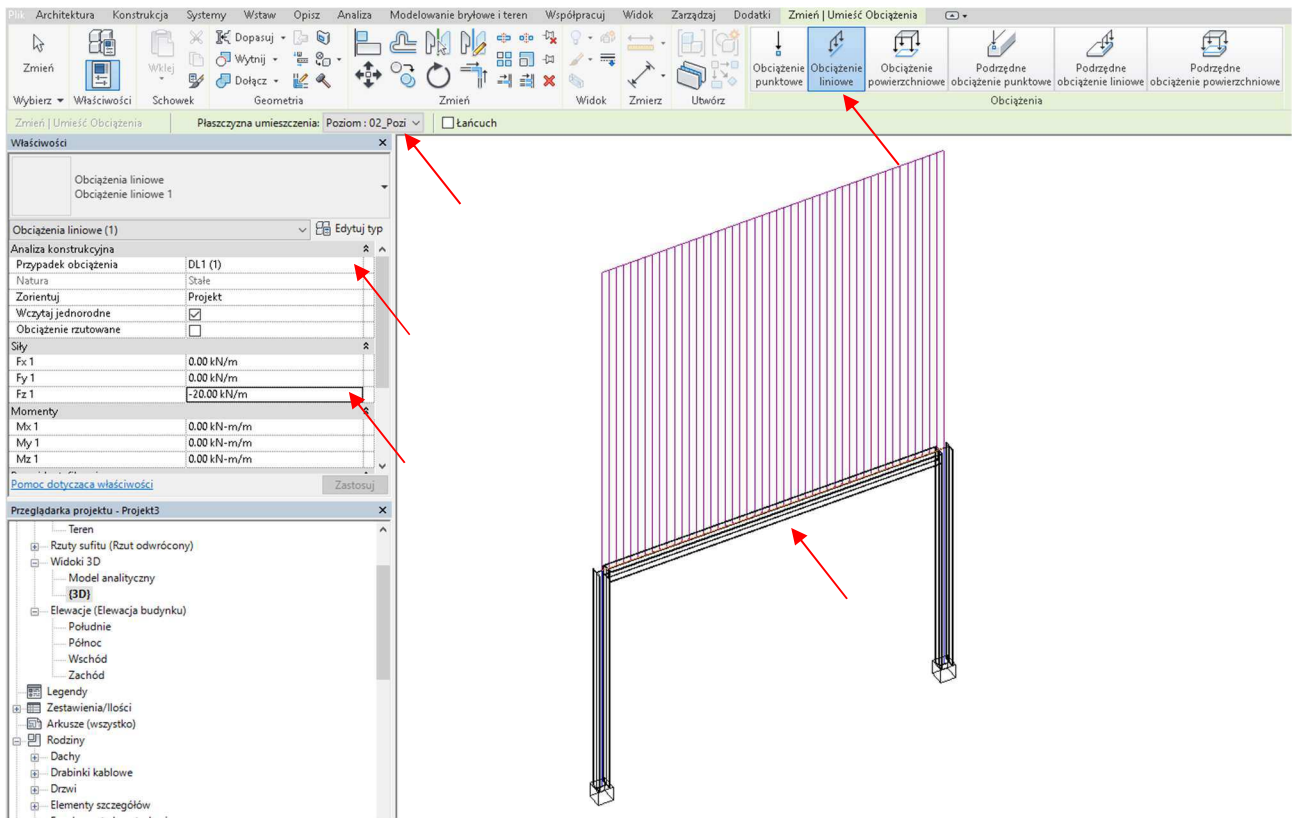 Plik Architektura Konstrukcja Systemy Wstaw Opisz Analiza Modelowanie bryłowe i teren Współpracuj Widok Zarządzaj Dodatki Zmień | Umieść Obciążenia
Zmień
Wklej
Dopasuj
Wytnij
Dołącz
Obciążenie punktowe
Obciążenie liniowe
Obciążenie powierzchniowe
Podrzędne obciążenie punktowe
Podrzędne obciążenie liniowe
Podrzędne obciążenie powierzchniowe
Wybierz Właściwości Schowek Geometria Zmień Widok Zmierz Utwórz Obciążenia
Zmień | Umieść Obciążenia Płaszczyzna umieszczenia: Poziom : 02_Pozi Łańcuch
Właściwości
Obciążenia liniowe
Obciążenie liniowe 1
Obciążenia liniowe (1) Edytuj typ
Analiza konstrukcyjna
Przypadek obciążenia DL1 (1)
Natura Stałe
Zorientuj Projekt
Wczytaj jednorodne
Obciążenie rzutowane
Siły
Fx 1 0.00 kN/m
Fy 1 0.00 kN/m
Fz 1 -20.00 kN/m
Momenty
Mx 1 0.00 kN-m/m
My 1 0.00 kN-m/m
Mz 1 0.00 kN-m/m
Pomoc dotycząca właściwości Zastosuj
Przeglądarka projektu - Projekt3
Teren
Rzuty sufitu (Rzut odwrócony)
Widoki 3D
Model analityczny
{3D}
Elewacje (Elewacja budynku)
Południe
Północ
Wschód
Zachód
Legendy
Zestawienia/Ilości
Arkusze (wszystko)
Rodziny
Dachy
Drabinki kablowe
Drzwi
Elementy szczegółów